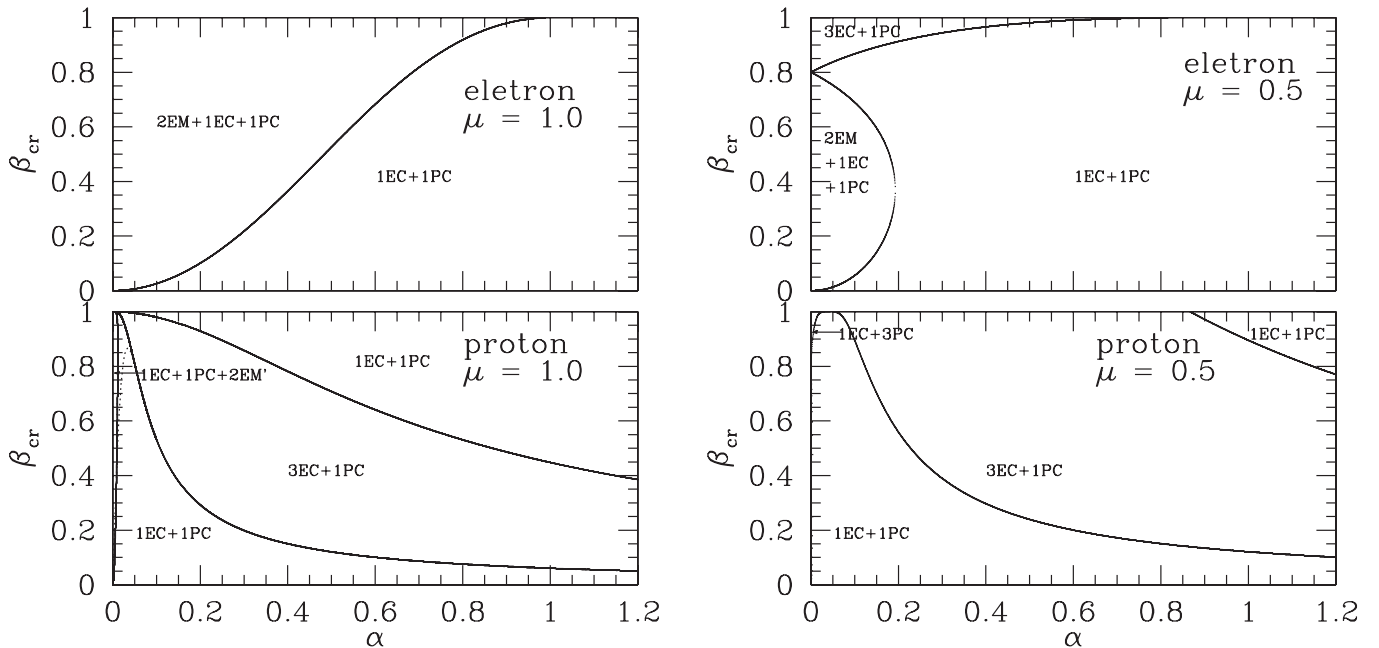 1
0.8
0.6
0.4
0.2
0
βcr
2EM+1EC+1PC
1EC+1PC
eletron
μ = 1.0
1
0.8
0.6
0.4
0.2
0
βcr
3EC+1PC
2EM
+1EC
+1PC
1EC+1PC
eletron
μ = 0.5
1
0.8
0.6
0.4
0.2
0
βcr
1EC+1PC
proton
μ = 1.0
1EC+1PC+2EM'
3EC+1PC
1EC+1PC
0 0.2 0.4 0.6 0.8 1 1.2
α
1
0.8
0.6
0.4
0.2
0
βcr
1EC+3PC
1EC+1PC
proton
μ = 0.5
3EC+1PC
1EC+1PC
0 0.2 0.4 0.6 0.8 1 1.2
α